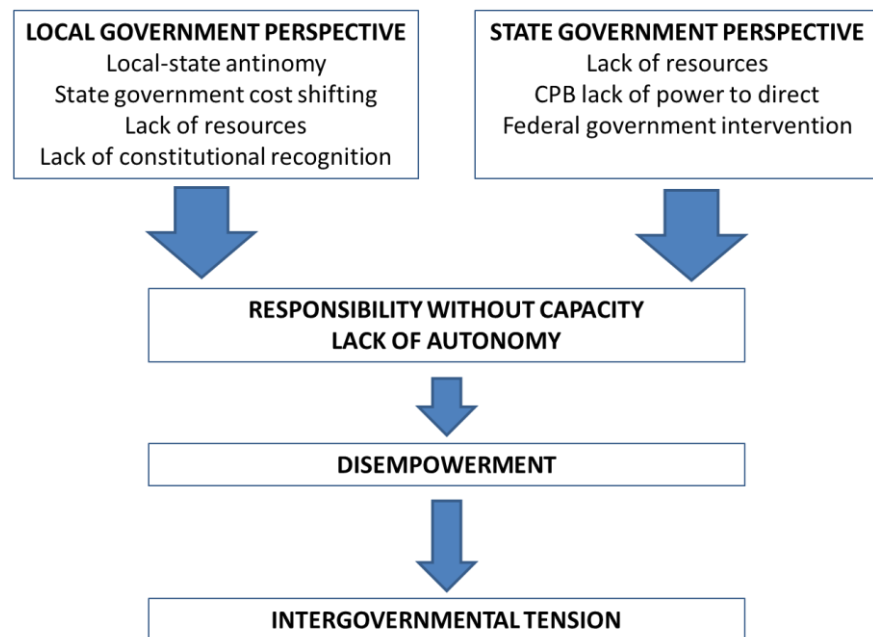 LOCAL GOVERNMENT PERSPECTIVE
Local-state antinomy
State government cost shifting
Lack of resources
Lack of constitutional recognition
STATE GOVERNMENT PERSPECTIVE
Lack of resources
CPB lack of power to direct
Federal government intervention
RESPONSIBILITY WITHOUT CAPACITY
LACK OF AUTONOMY
DISEMPOWERMENT
INTERGOVERNMENTAL TENSION